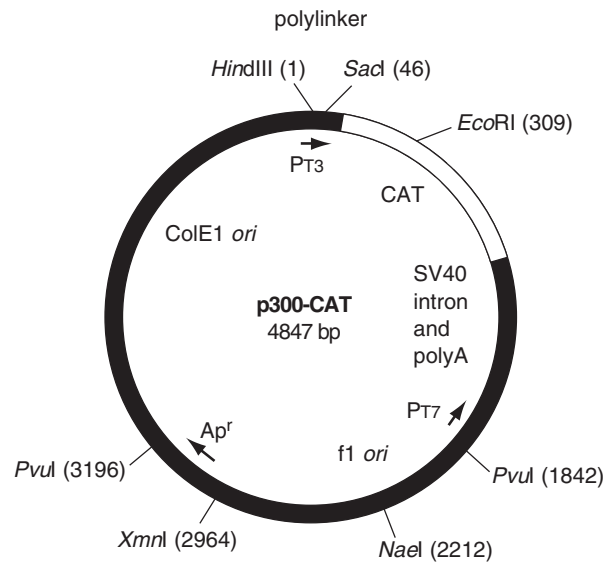 polylinker
HindIII (1)
SacI (46)
EcoRI (309)
PT3
CAT
ColE1 ori
SV40
intron
and
polyA
p300-CAT
4847 bp
PT7
Apr
f1 ori
PvuI (3196)
PvuI (1842)
XmnI (2964)
NaeI (2212)